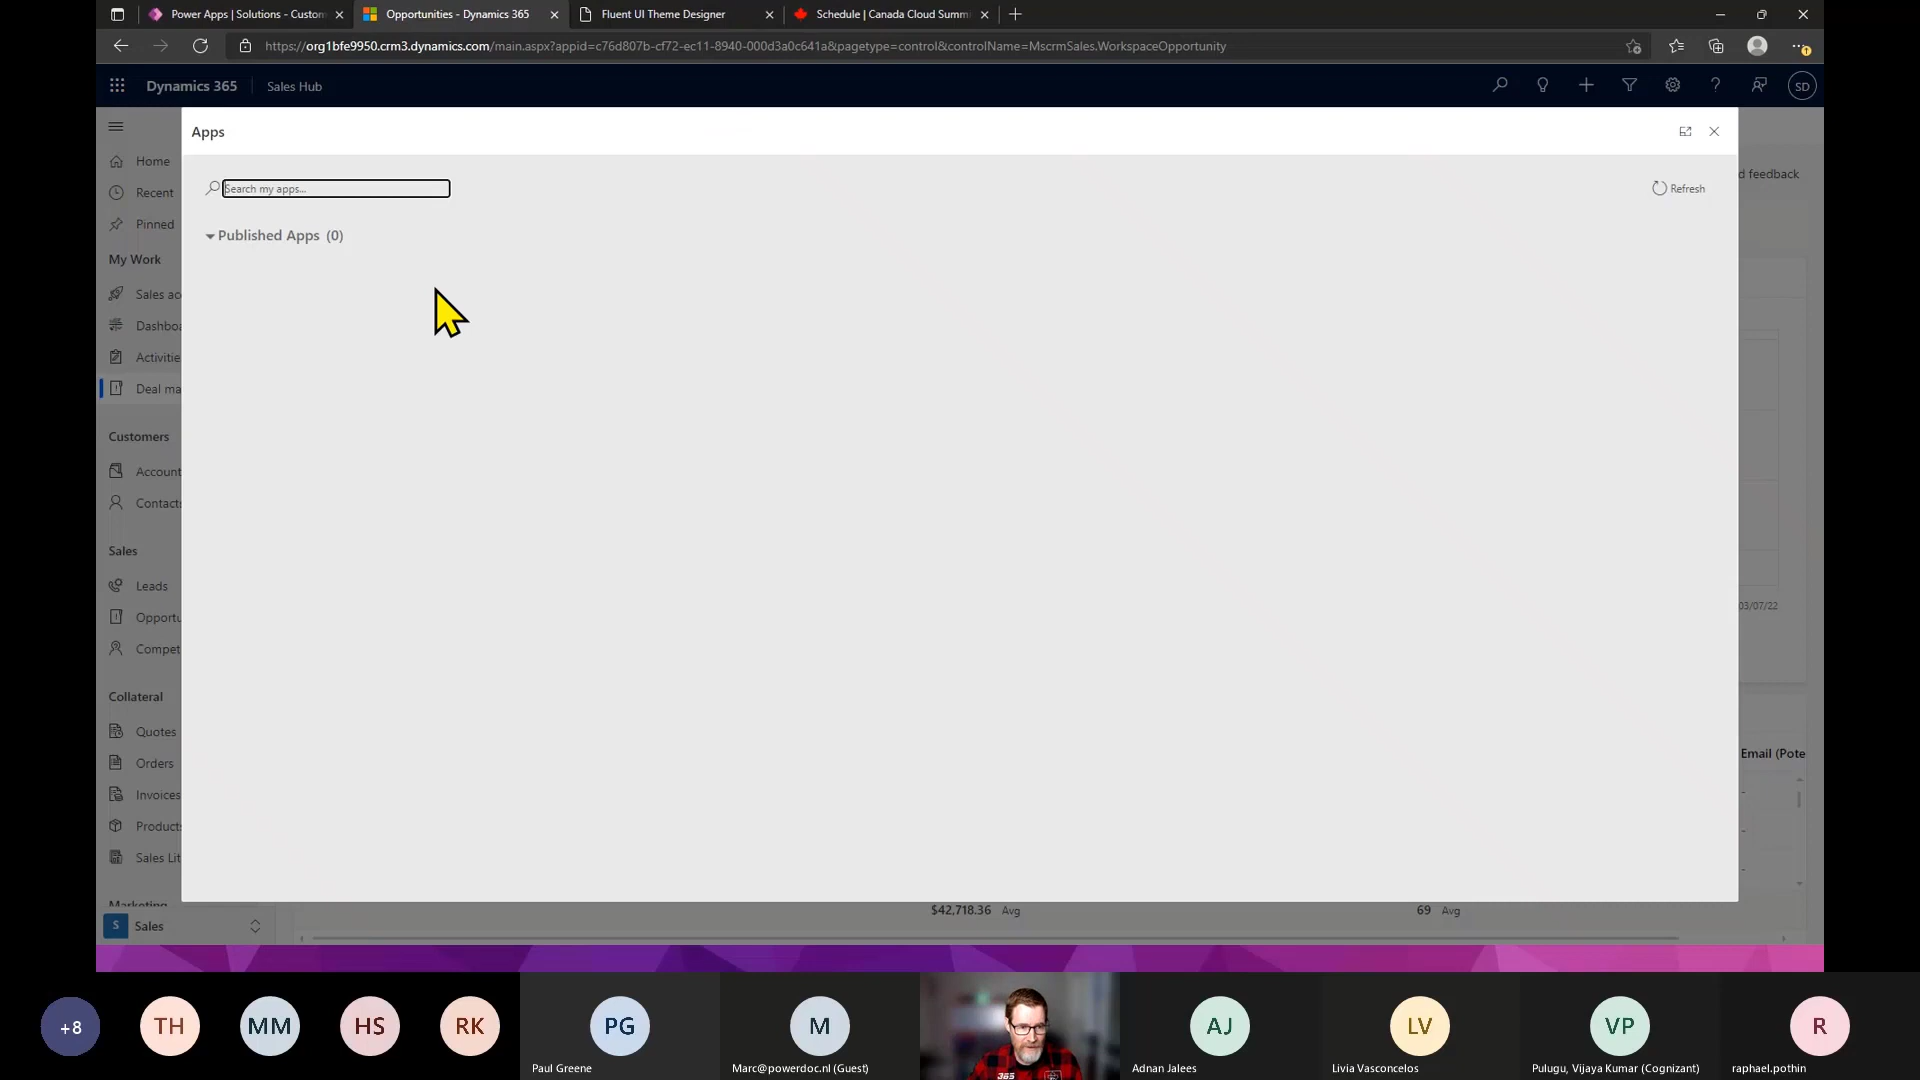 Power Apps | Solutions - Custom
Opportunities - Dynamics 365
Fluent UI Theme Designer
Schedule | Canada Cloud Summi
https://org1bfe9950.crm3.dynamics.com/main.aspx?appid=c76d807b-cf72-ec11-8940-000d3a0c641a&pagetype=control&controlName=MscrmSales.WorkspaceOpportunity
Dynamics 365
Sales Hub
SD
Apps
Home
Search my apps...
Refresh
d feedback
Recent
Pinned
Published Apps (0)
My Work
Sales ac
Dashboa
Activitie
Deal ma
Customers
Account
Contacts
Sales
Leads
03/07/22
Opportu
Compet
Collateral
Quotes
Email (Pote
Orders
Invoices
Products
Sales Lit
Marketing
$42,718.36 Avg
69 Avg
S Sales
+8
TH
MM
HS
RK
PG
M
365
AJ
LV
VP
R
Paul Greene
Marc@powerdoc.nl (Guest)
Adnan Jalees
Livia Vasconcelos
Pulugu, Vijaya Kumar (Cognizant)
raphael.pothin